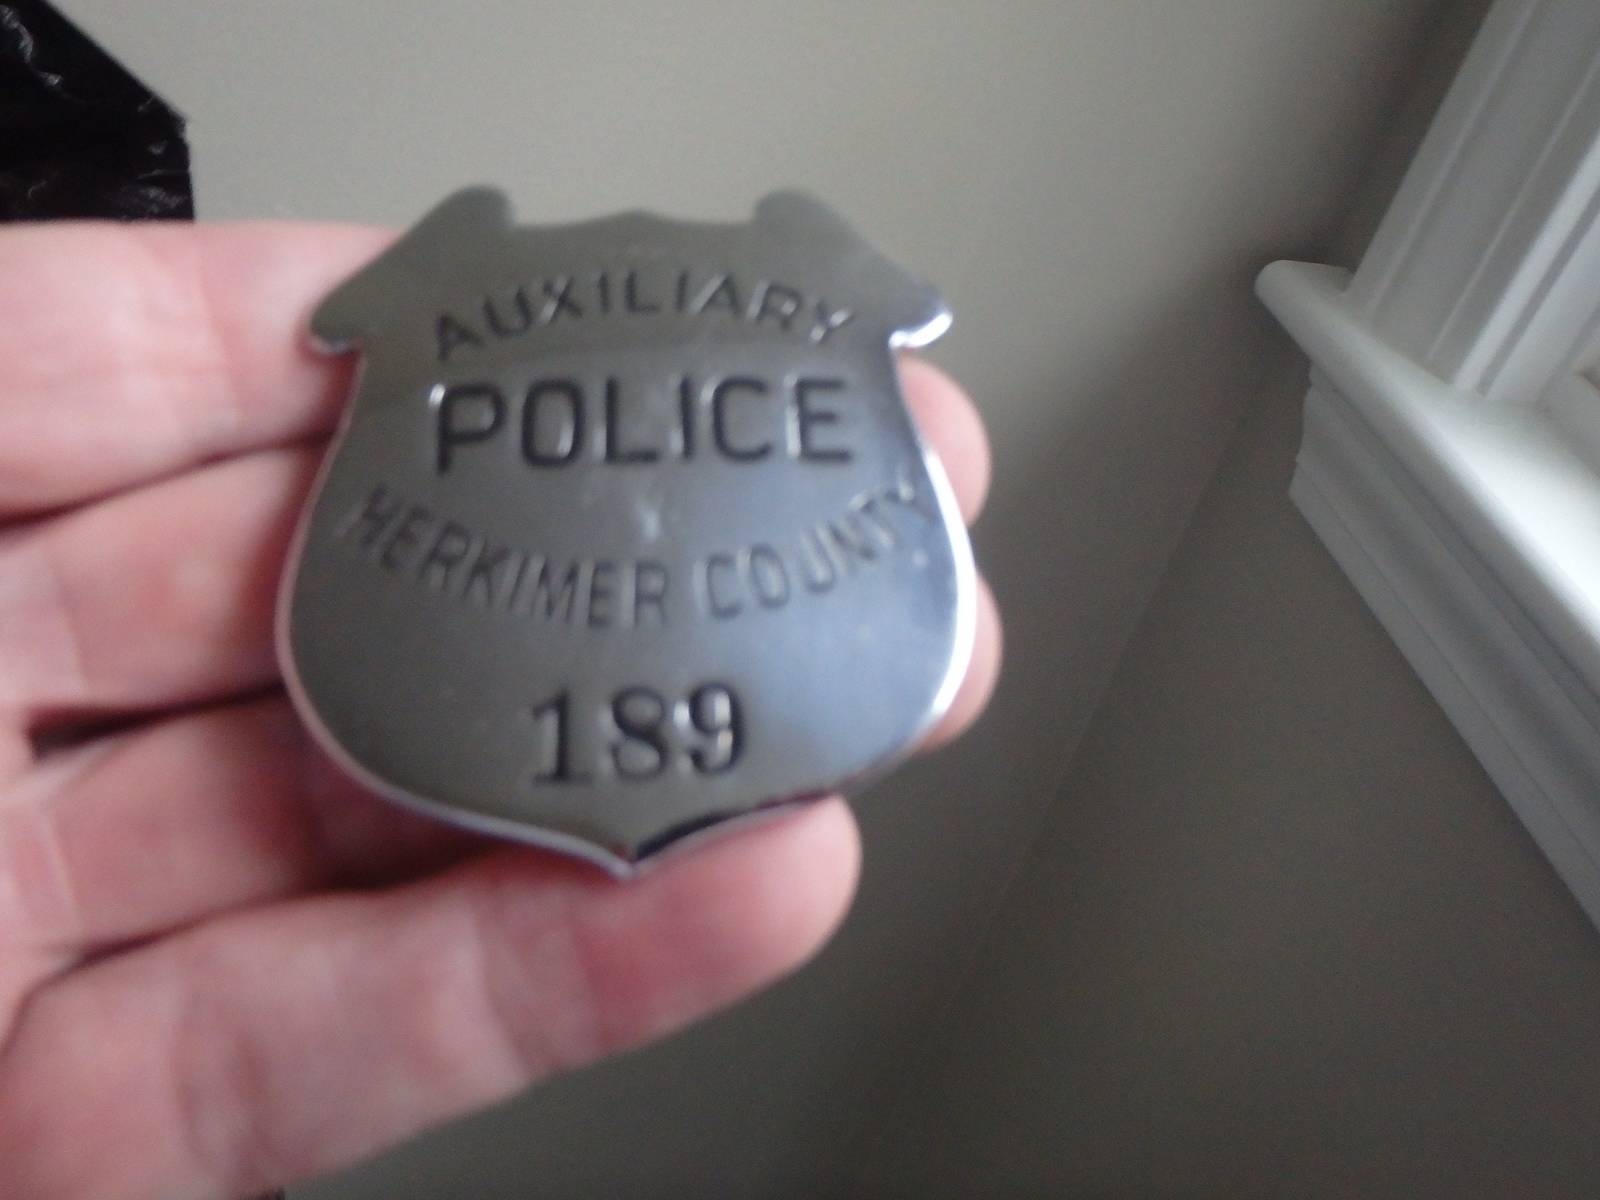 AUXILIARY
POLICE
HERKIMER COUNTY
189